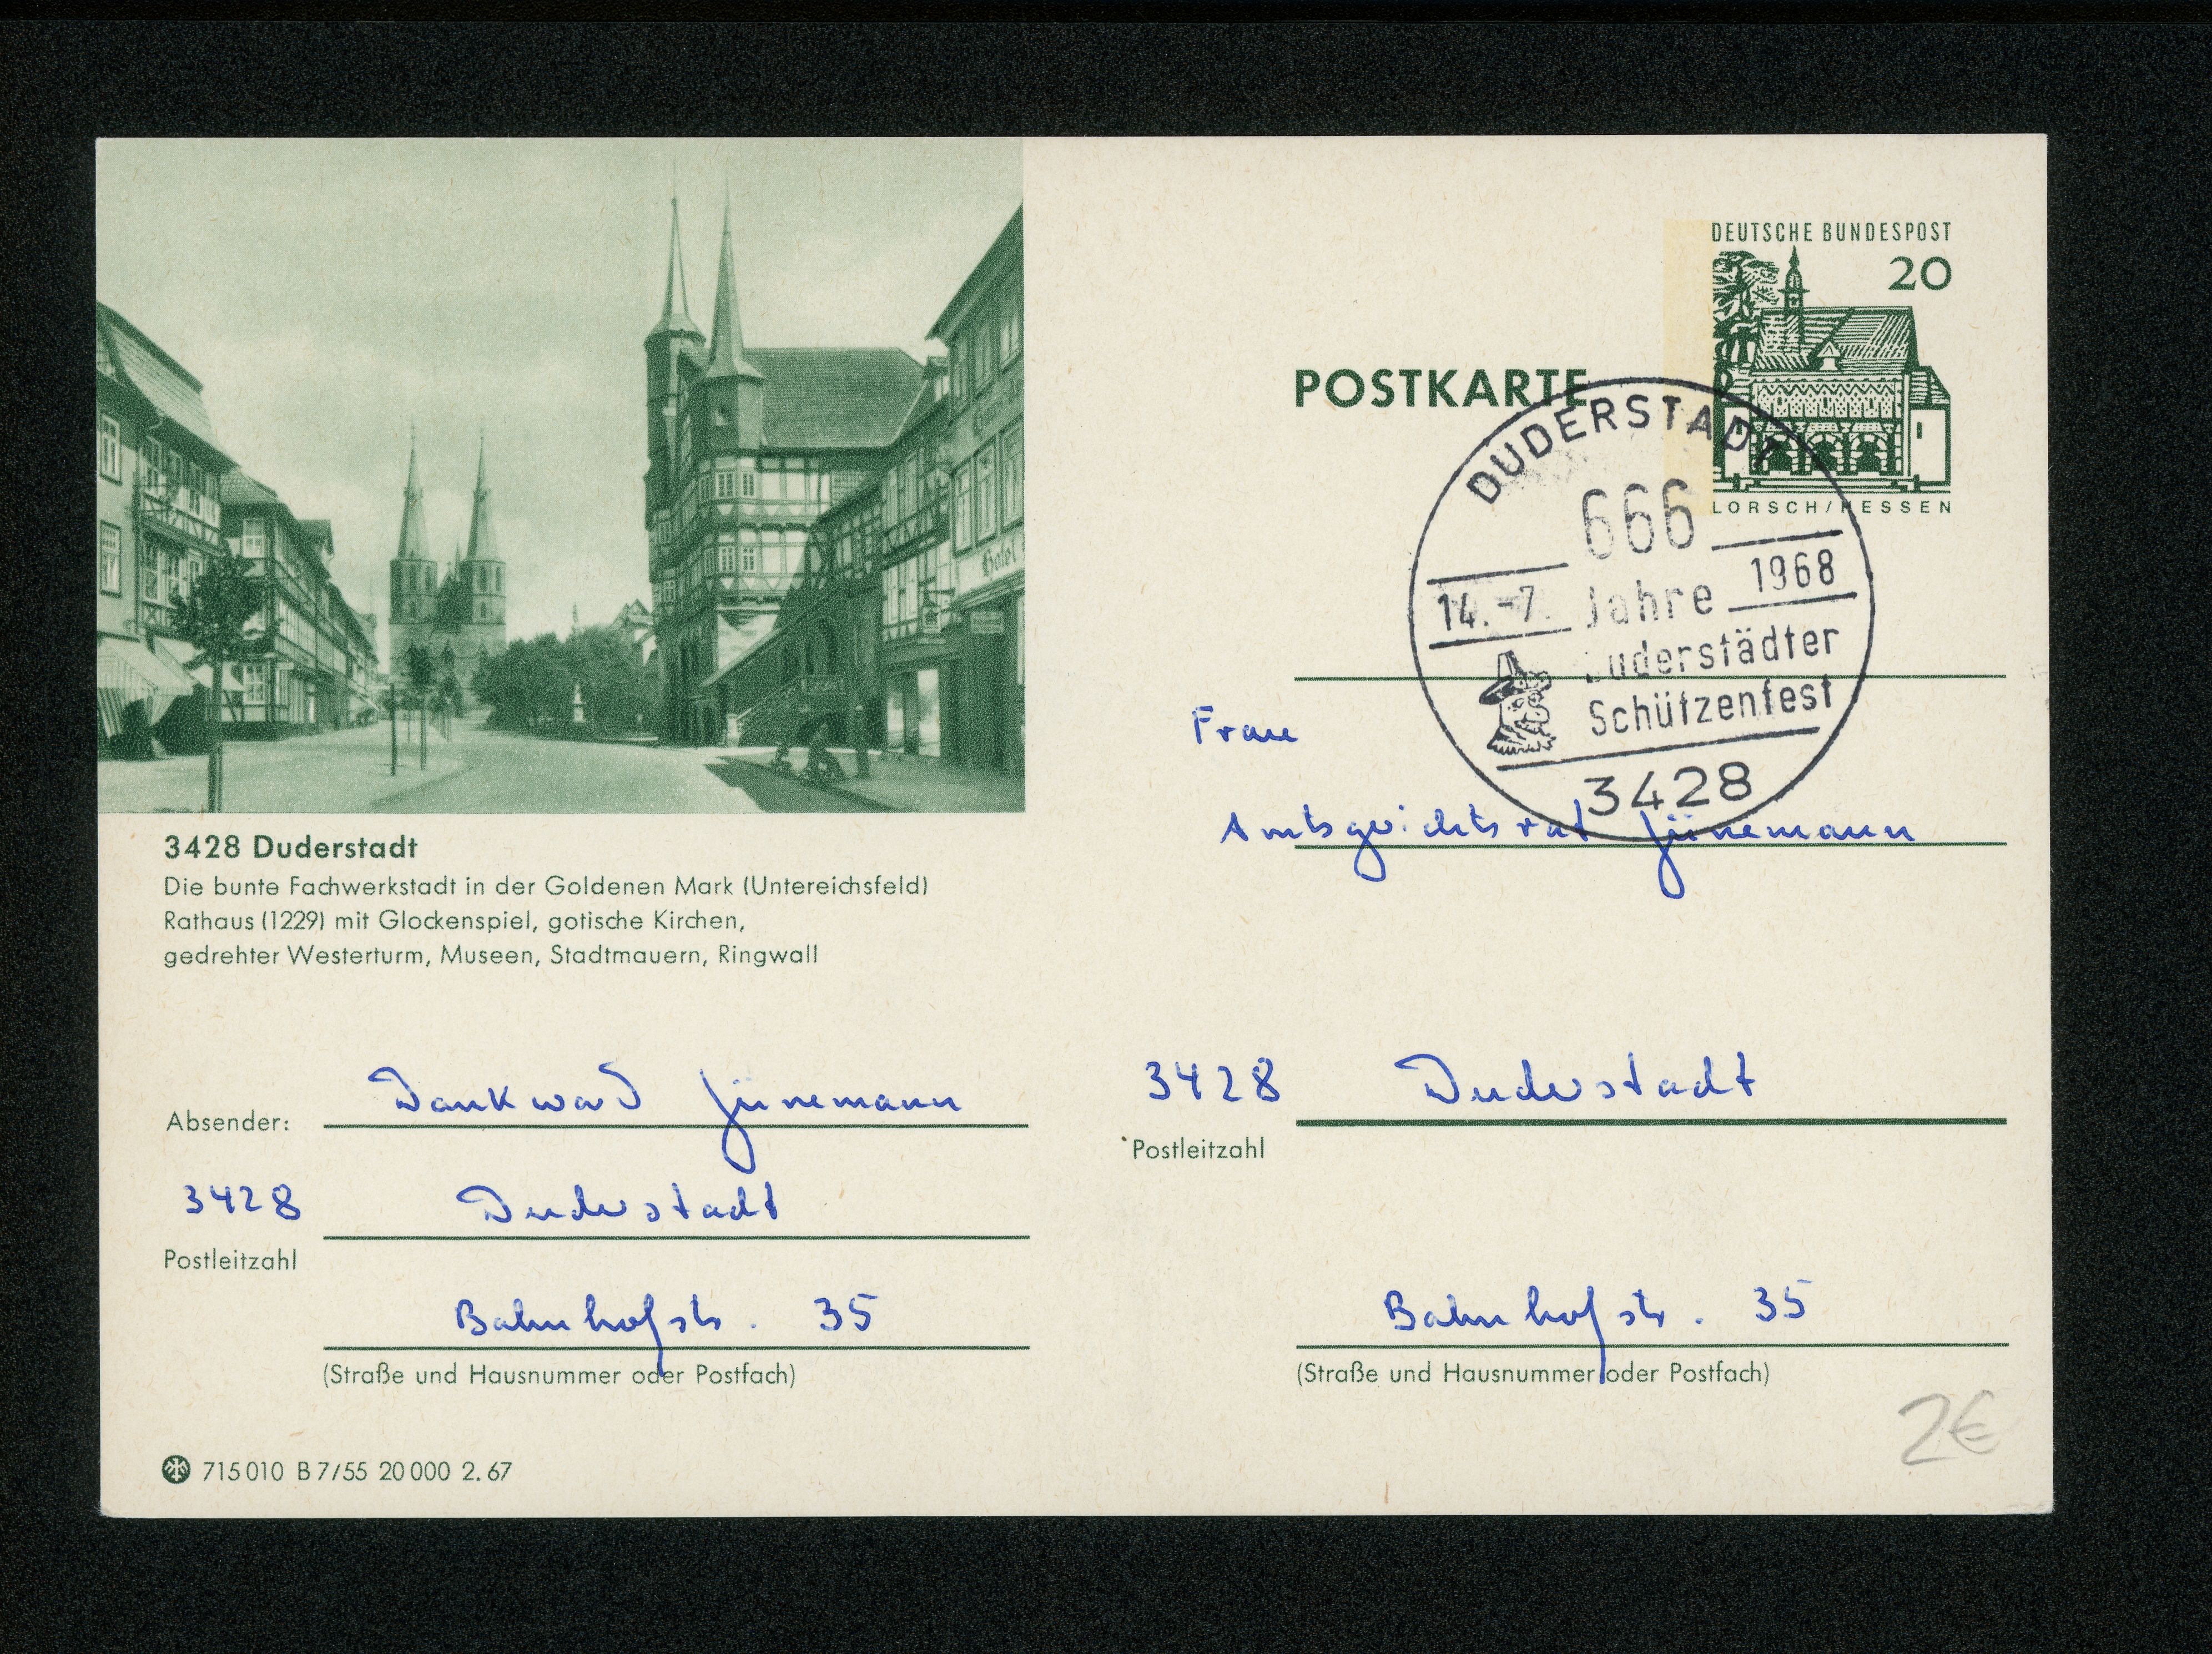 Hotel
3428 Duderstadt
Die bunte Fachwerkstadt in der Goldenen Mark (Untereichsfeld)
Rathaus (1229) mit Glockenspiel, gotische Kirchen,
gedrehter Westerturm, Museen, Stadtmauern, Ringwall
Absender:
Dankward Jünemann
3428 Duderstadt
Postleitzahl
Bahnhofstr. 35
(Straße und Hausnummer oder Postfach)
715010 B7/55 20000 2.67
DEUTSCHE BUNDESPOST
20
LORSCH/HESSEN
POSTKARTE
DUDERSTADT
666
14. -7. Jahre 1968
Duderstädter
Schützenfest
3428
Frau
Amtsgerichtsrat Jünemann
3428 Duderstadt
Postleitzahl
Bahnhofstr. 35
(Straße und Hausnummer oder Postfach)
2€